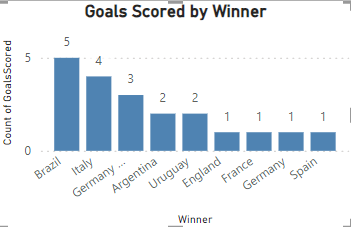 Goals Scored by Winner
Count of GoalsScored
5
0
5
4
3
2
2
1
1
1
1
Brazil
Italy
Germany ...
Argentina
Uruguay
England
France
Germany
Spain
Winner